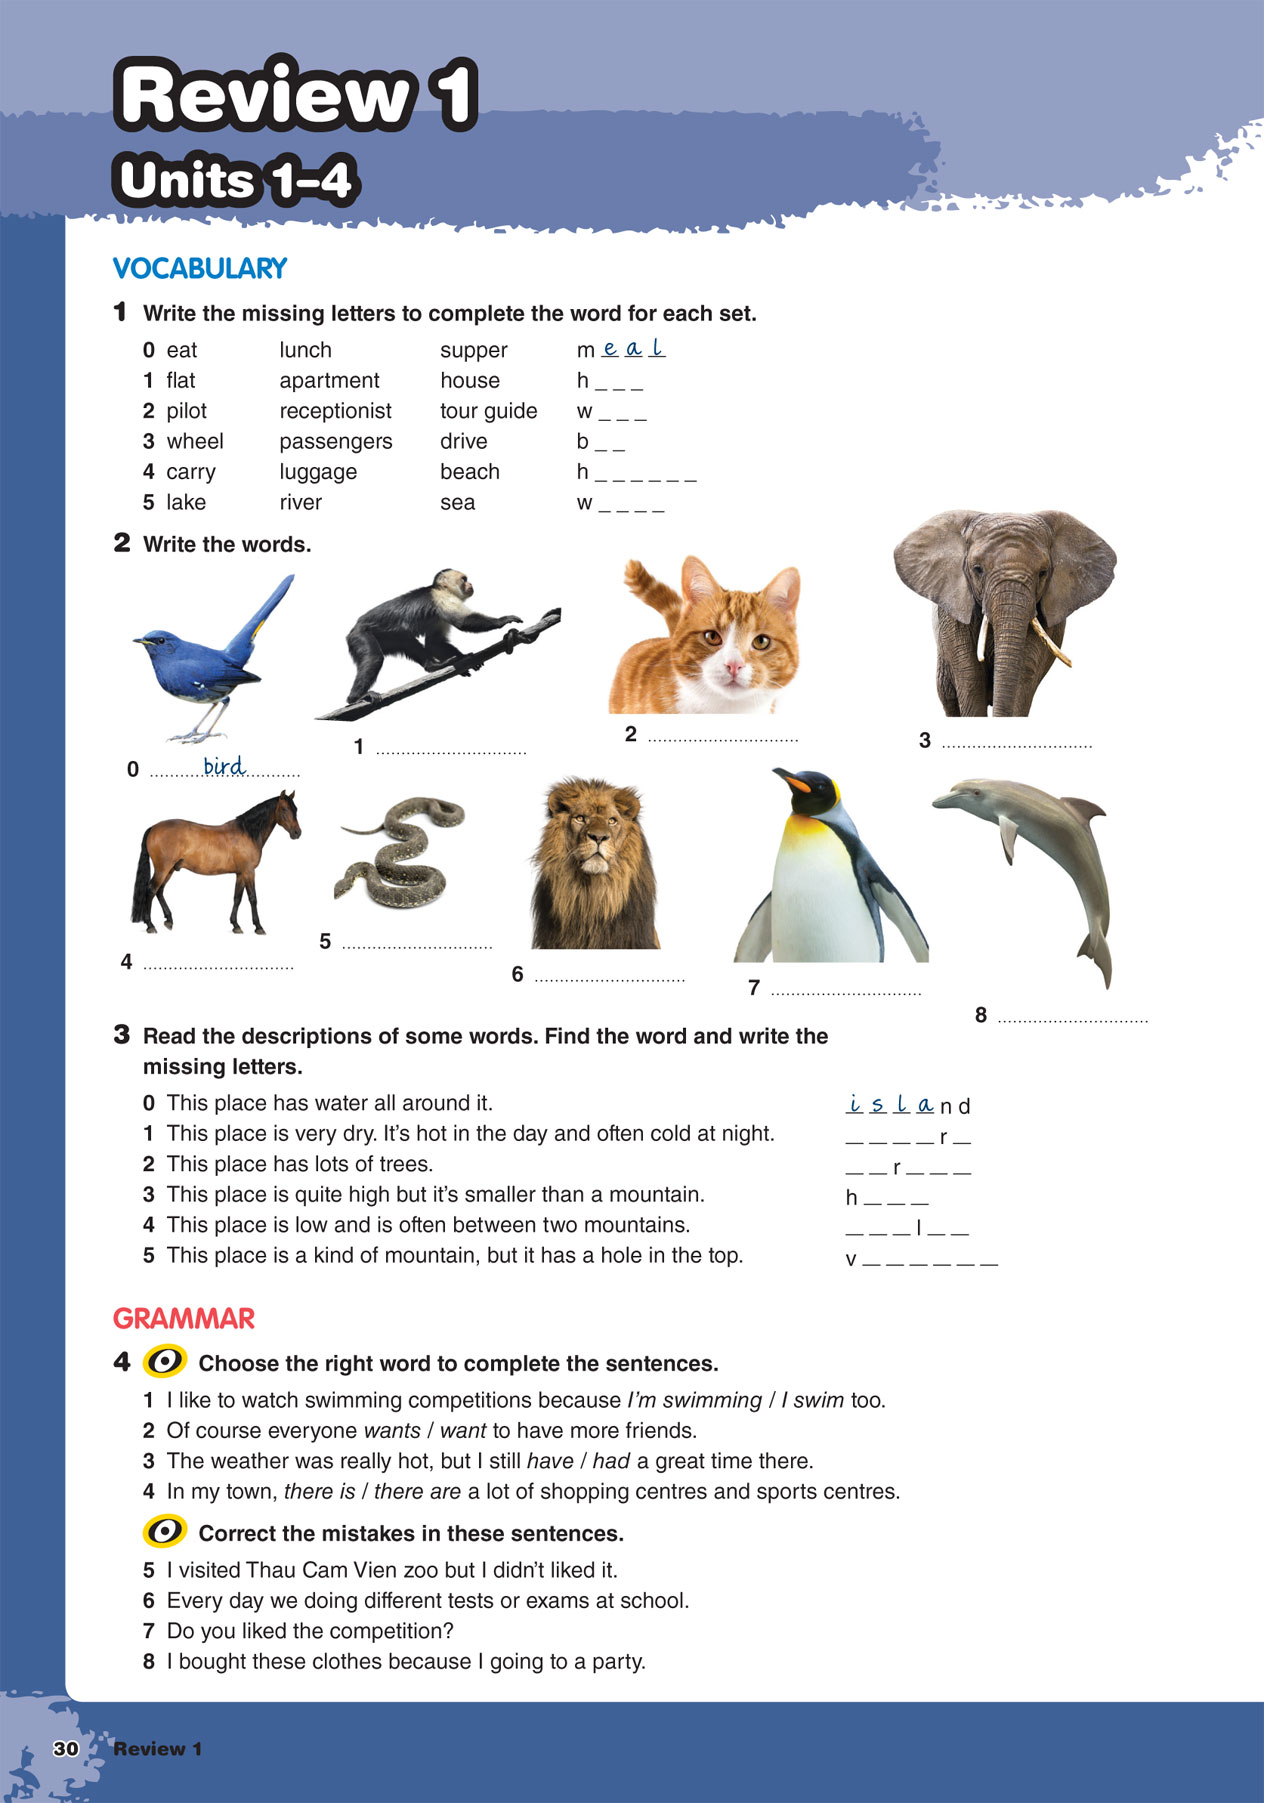 Review 1
Units 1–4
VOCABULARY
1 Write the missing letters to complete the word for each set.
0 eat lunch supper m e a l
1 flat apartment house h _ _ _
2 pilot receptionist tour guide w _ _ _
3 wheel passengers drive b _ _
4 carry luggage beach h _ _ _ _ _ _
5 lake river sea w _ _ _ _
2 Write the words.
0 bird
1
2
3
4
5
6
7
8
3 Read the descriptions of some words. Find the word and write the
missing letters.
0 This place has water all around it. i s l a n d
1 This place is very dry. It's hot in the day and often cold at night. _ _ _ _ r _
2 This place has lots of trees. _ _ r _ _ _
3 This place is quite high but it's smaller than a mountain. h _ _ _
4 This place is low and is often between two mountains. _ _ _ l _ _
5 This place is a kind of mountain, but it has a hole in the top. v _ _ _ _ _ _
GRAMMAR
4 Choose the right word to complete the sentences.
1 I like to watch swimming competitions because I'm swimming / I swim too.
2 Of course everyone wants / want to have more friends.
3 The weather was really hot, but I still have / had a great time there.
4 In my town, there is / there are a lot of shopping centres and sports centres.
Correct the mistakes in these sentences.
5 I visited Thau Cam Vien zoo but I didn't liked it.
6 Every day we doing different tests or exams at school.
7 Do you liked the competition?
8 I bought these clothes because I going to a party.
30 Review 1